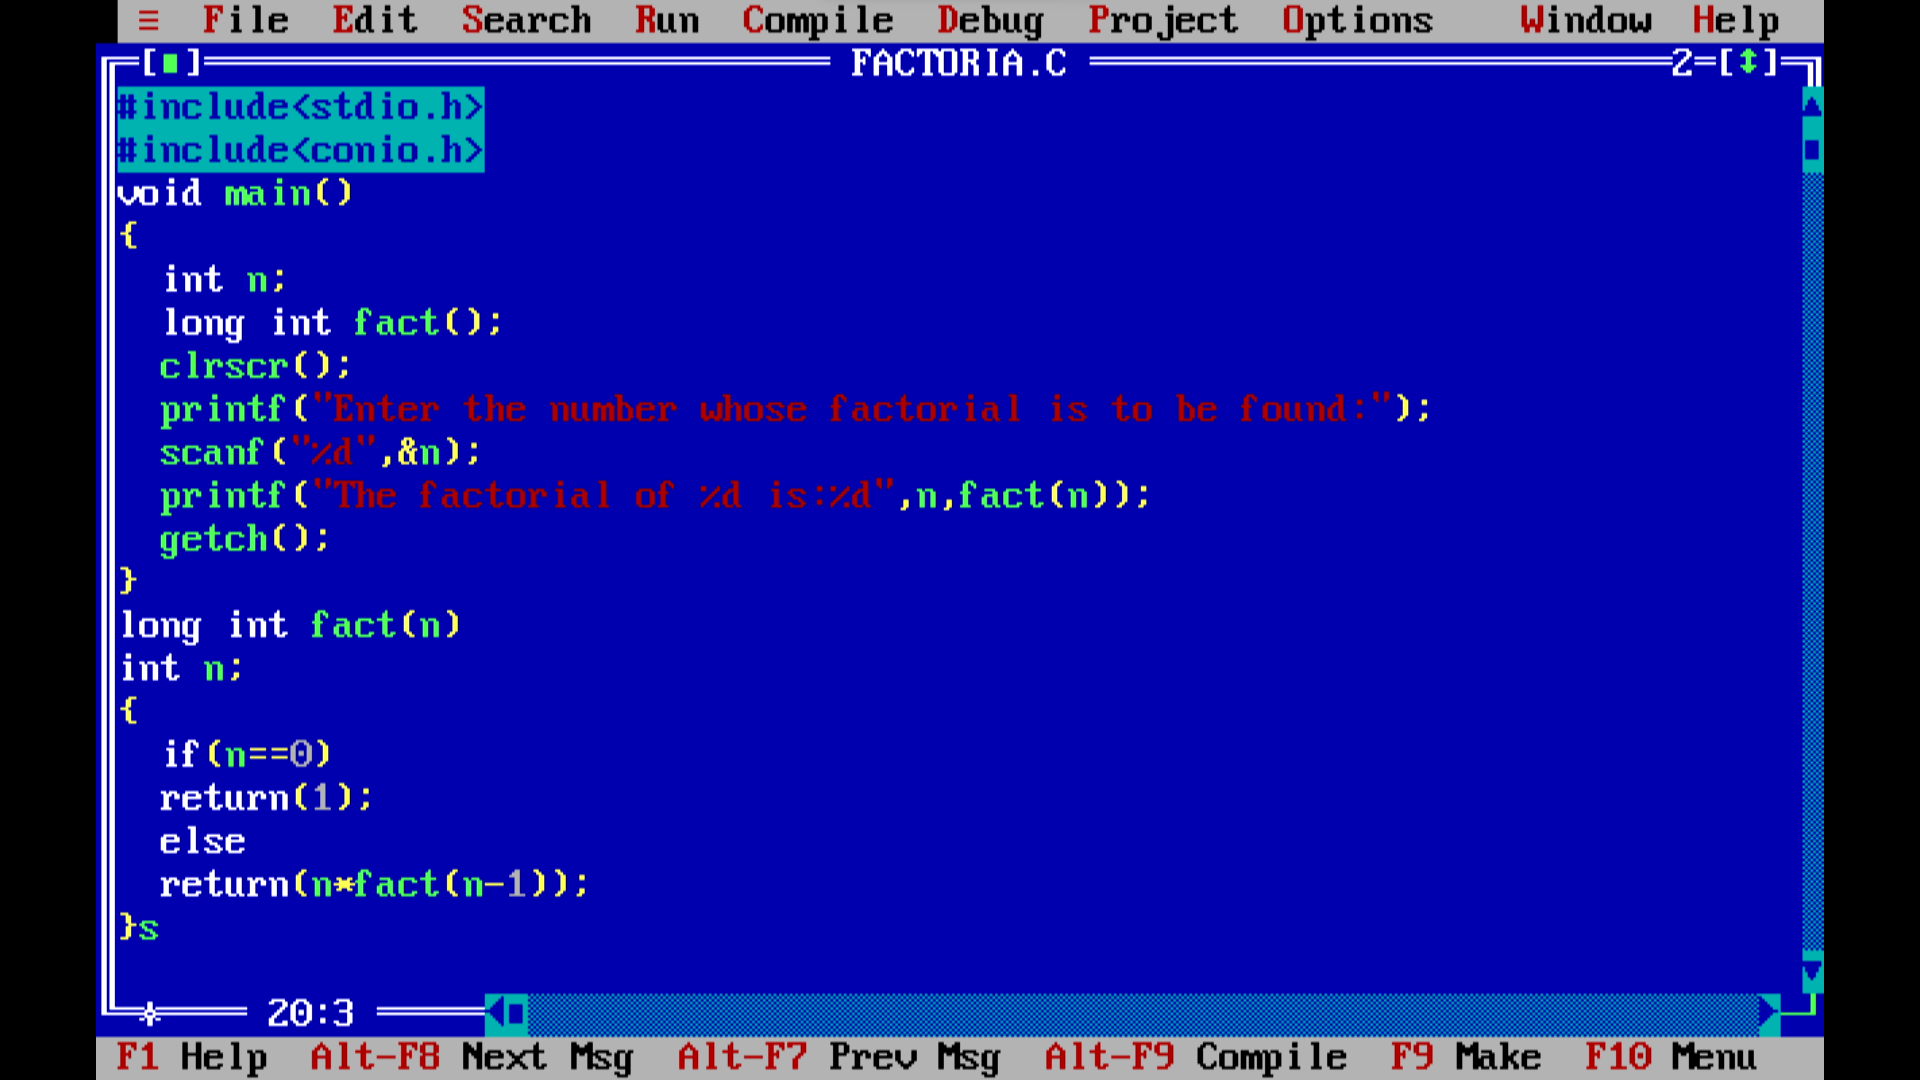 ≡ File Edit Search Run Compile Debug Project Options Window Help
[■] FACTORIA.C 2=[↕]
#include<stdio.h>
#include<conio.h>
void main()
{
int n;
long int fact();
clrscr();
printf("Enter the number whose factorial is to be found:");
scanf("%d",&n);
printf("The factorial of %d is:%d",n,fact(n));
getch();
}
long int fact(n)
int n;
{
if(n==0)
return(1);
else
return(n*fact(n-1));
}s
20:3
F1 Help Alt-F8 Next Msg Alt-F7 Prev Msg Alt-F9 Compile F9 Make F10 Menu